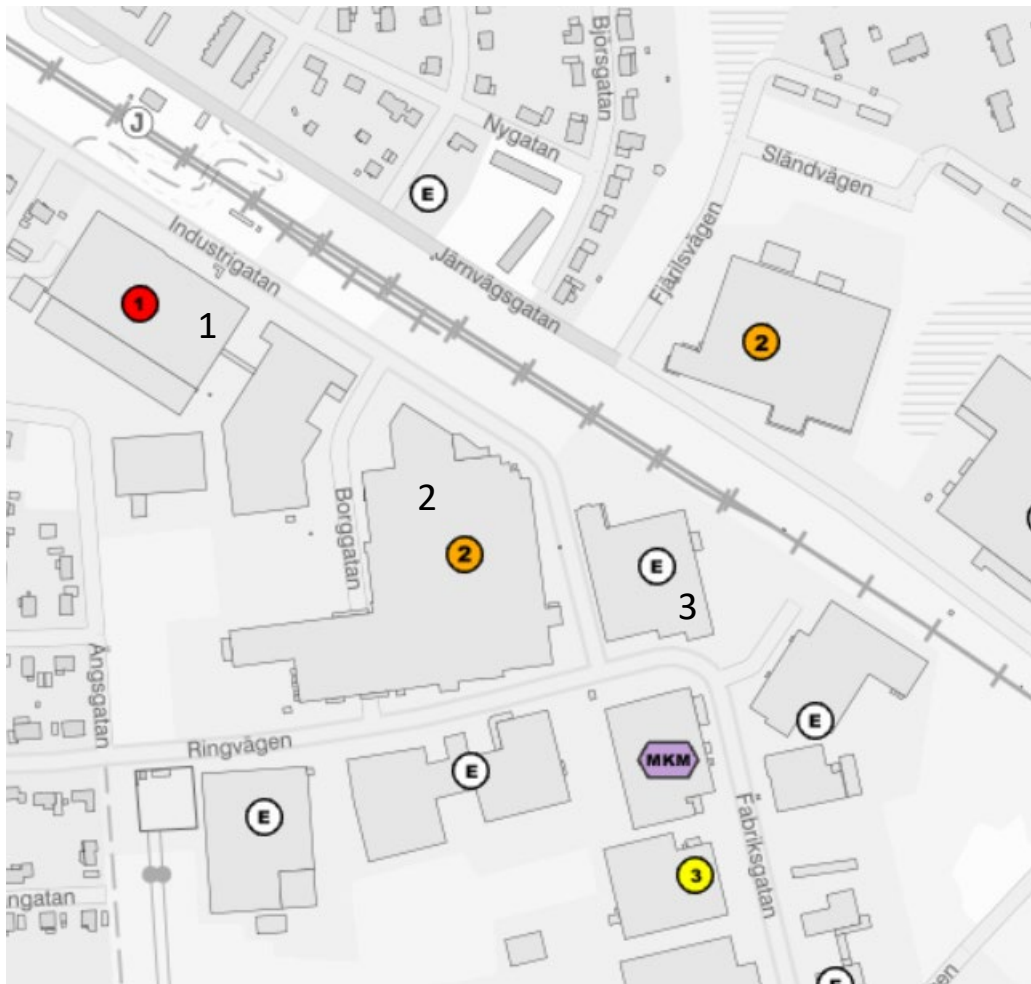 Björsgatan
J
Nygatan
Sländvägen
E
Industrigatan
Järnvägsgatan
Fjärilsvägen
1
1
2
2
2
Borggatan
E
3
Ängsgatan
E
Ringvägen
MKM
E
E
Fabriksgatan
3
ngatan
en